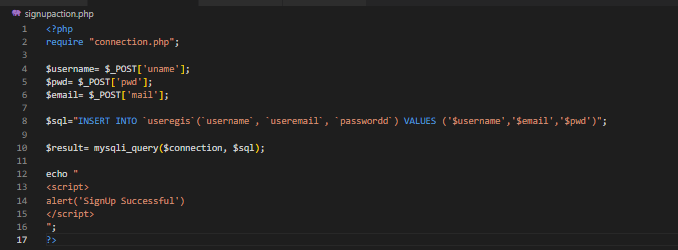 signupaction.php
1 <?php
2 require "connection.php";
3
4 $username= $_POST['uname'];
5 $pwd= $_POST['pwd'];
6 $email= $_POST['mail'];
7
8 $sql="INSERT INTO `useregis`(`username`, `useremail`, `passwordd`) VALUES ('$username','$email','$pwd')";
9
10 $result= mysqli_query($connection, $sql);
11
12 echo "
13 <script>
14 alert('SignUp Successful')
15 </script>
16 ";
17 ?>